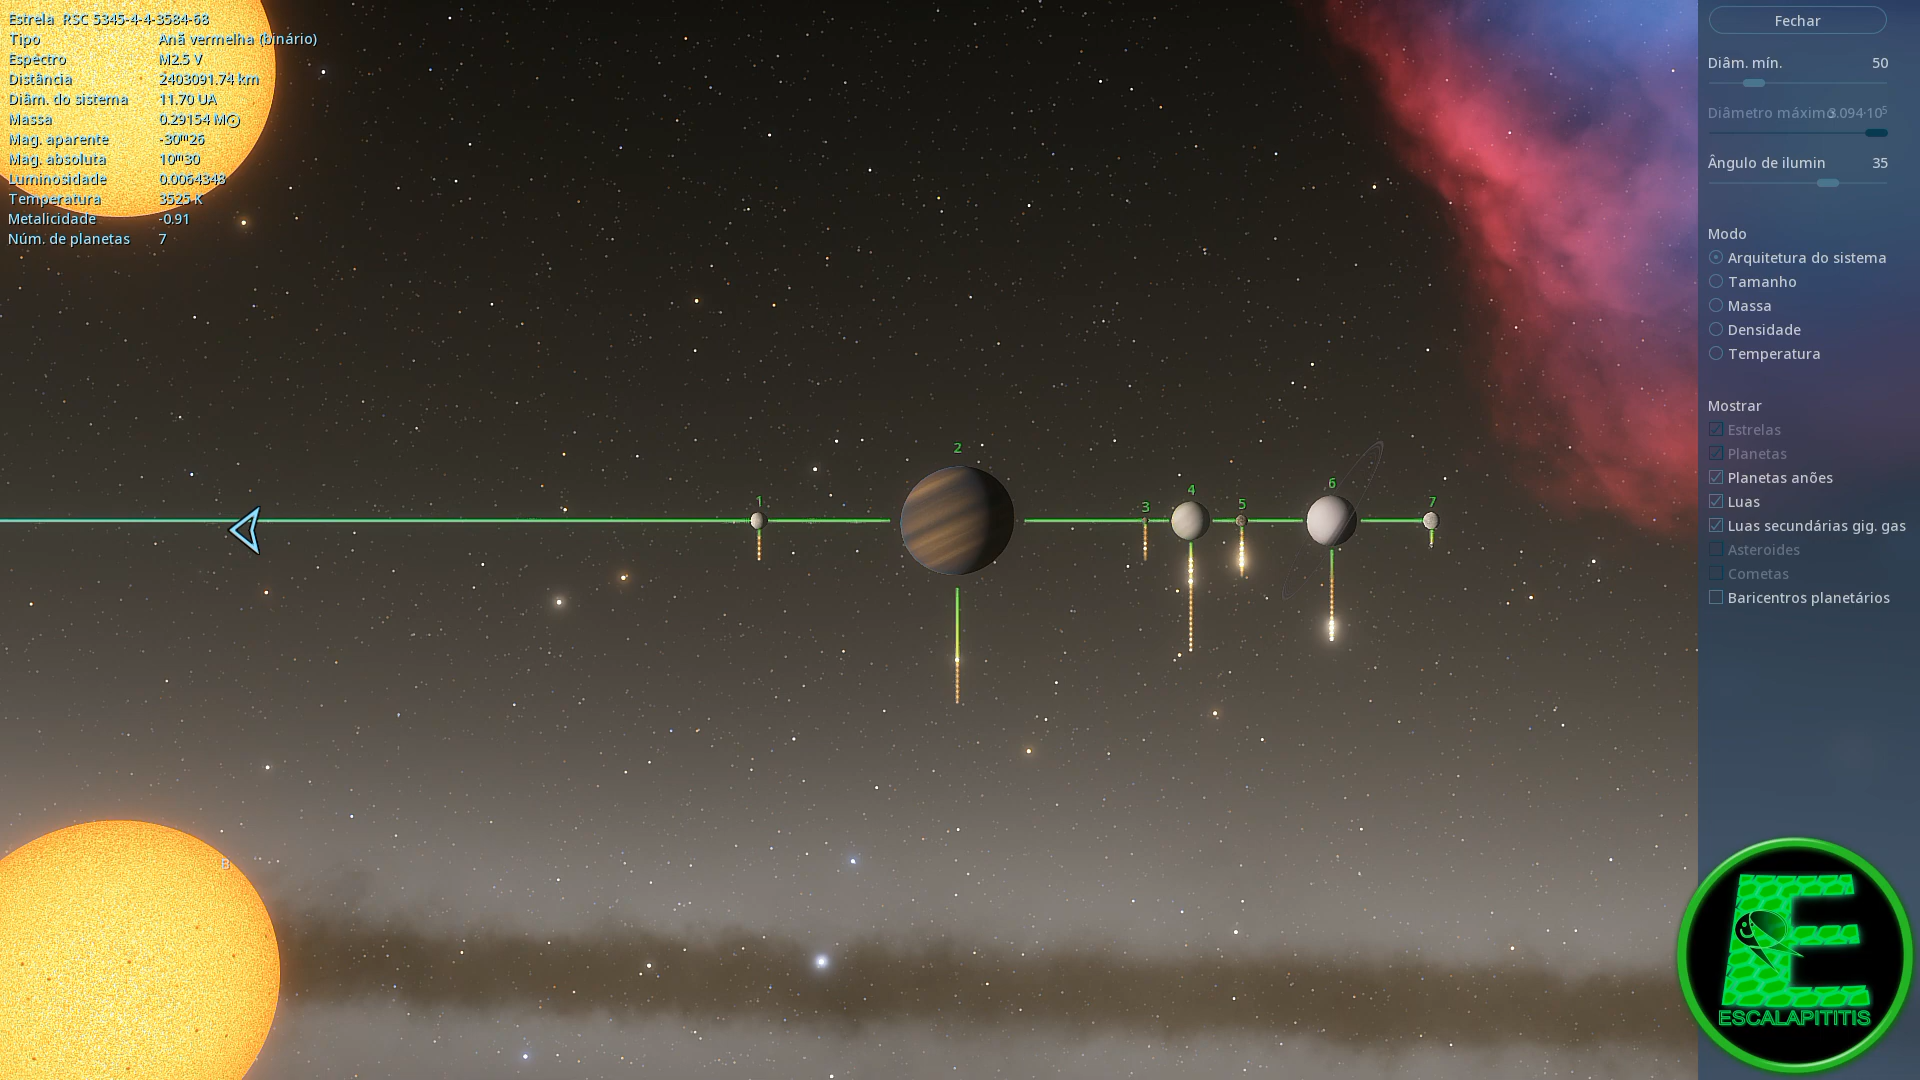 Estrela RSC 5345-4-4-3584-68
Tipo Anã vermelha (binário)
Espectro M2.5 V
Distância 2403091.74 km
Diâm. do sistema 11.70 UA
Massa 0.29154 M☉
Mag. aparente -30ᵐ26
Mag. absoluta 10ᵐ30
Luminosidade 0.0064348
Temperatura 3525 K
Metalicidade -0.91
Núm. de planetas 7
1
2
3
4
5
6
7
B
Fechar
Diâm. mín. 50
Diâmetro máximo 3.094·10⁵
Ângulo de ilumin 35
Modo
Arquitetura do sistema
Tamanho
Massa
Densidade
Temperatura
Mostrar
Estrelas
Planetas
Planetas anões
Luas
Luas secundárias gig. gas
Asteroides
Cometas
Baricentros planetários
E
ESCALAPITITIS